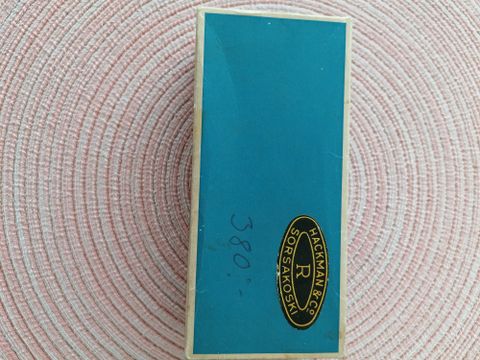 HACKMAN & Co
R
SORSAKOSKI
380:-